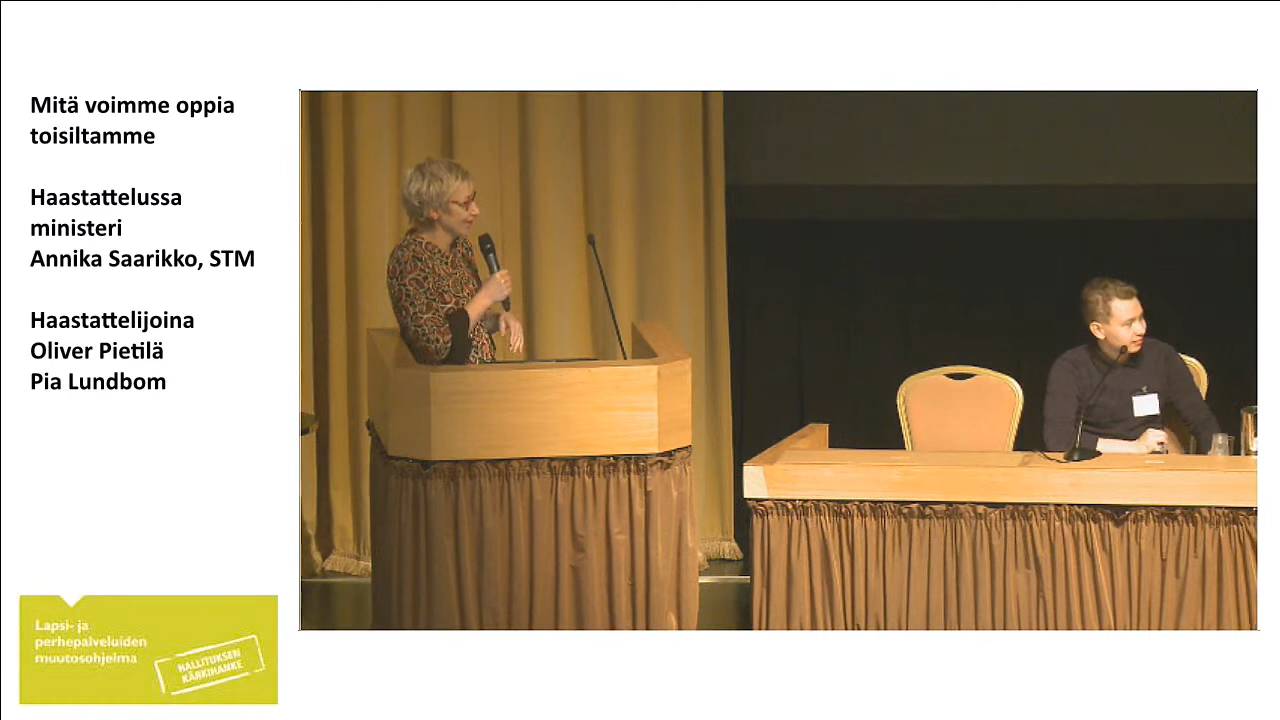 Mitä voimme oppia
toisiltamme
Haastattelussa
ministeri
Annika Saarikko, STM
Haastattelijoina
Oliver Pietilä
Pia Lundbom
Lapsi- ja
perhepalveluiden
muutosohjelma
HALLITUKSEN
KÄRKIHANKE